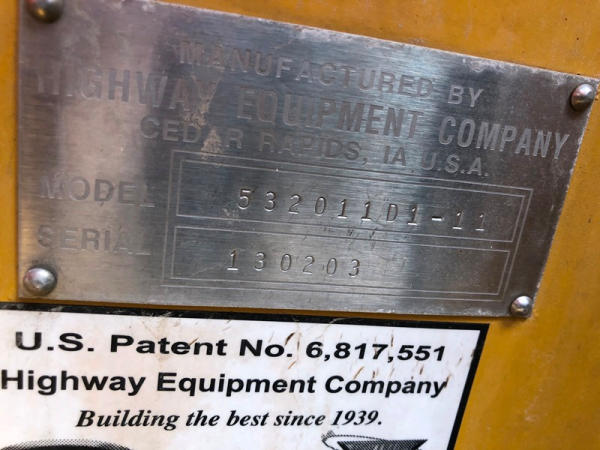 MANUFACTURED BY
HIGHWAY EQUIPMENT COMPANY
CEDAR RAPIDS, IA U.S.A.
MODEL 532011D1-11
SERIAL 130203
U.S. Patent No. 6,817,551
Highway Equipment Company
Building the best since 1939.